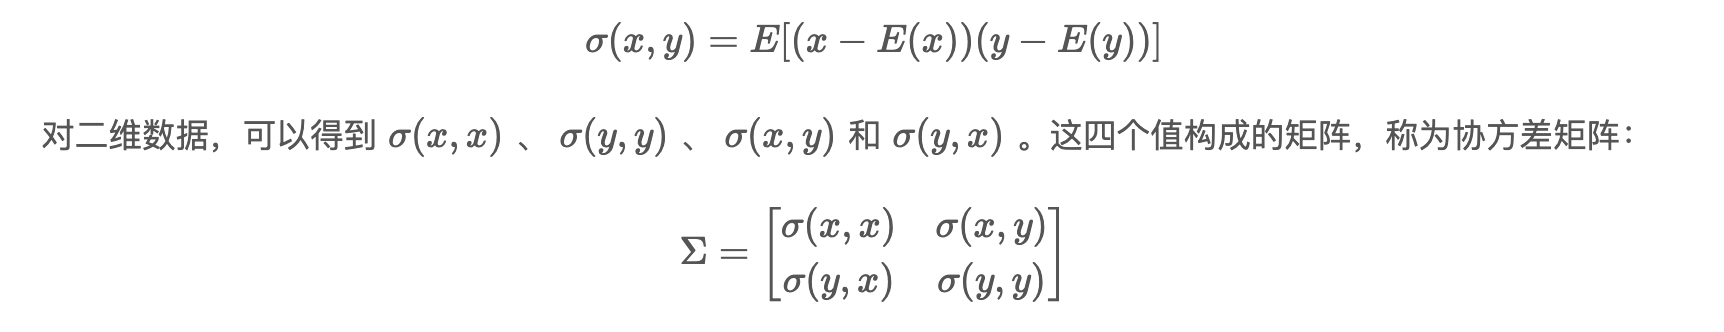 σ(x, y) = E[(x − E(x))(y − E(y))]
对二维数据，可以得到 σ(x, x) 、 σ(y, y) 、 σ(x, y) 和 σ(y, x) 。这四个值构成的矩阵，称为协方差矩阵：
Σ = [σ(x, x) σ(x, y)
σ(y, x) σ(y, y)]